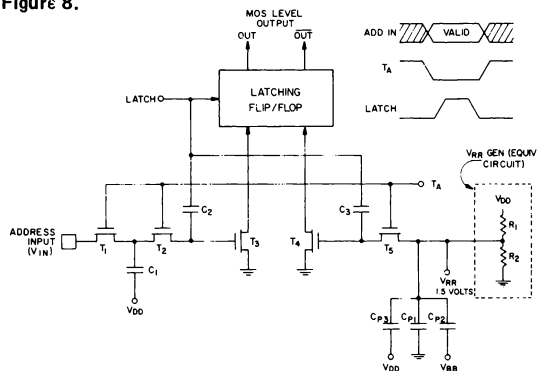 Figure 8.
MOS LEVEL
OUTPUT
OUT
OUT
ADD IN
VALID
TA
LATCH
LATCH
LATCHING
FLIP/FLOP
VRR GEN (EQUIV
CIRCUIT)
VDD
R1
R2
TA
C2
C3
ADDRESS
INPUT
(VIN)
T1
T2
T3
T4
T5
C1
VDD
VRR
1.5 VOLTS
CP3
CP1
CP2
VDD
VBB